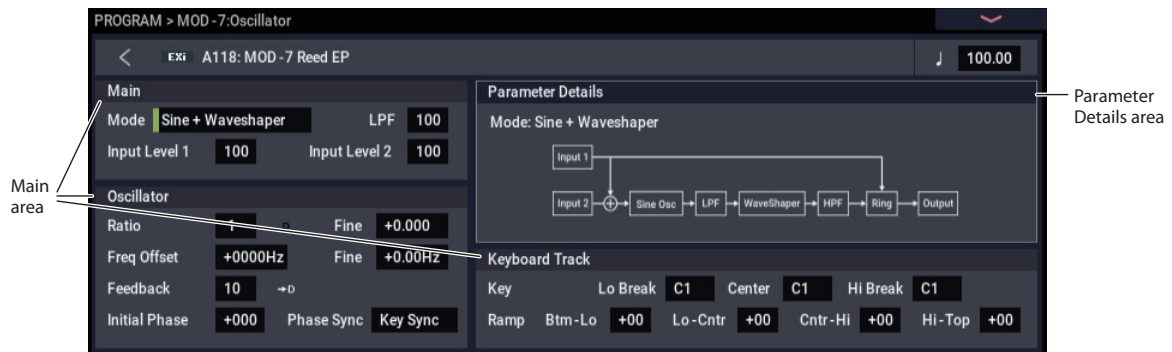 PROGRAM > MOD-7:Oscillator
EXi A118: MOD-7 Reed EP
♩ 100.00
Main
Mode Sine + Waveshaper LPF 100
Input Level 1 100 Input Level 2 100
Oscillator
Ratio 1 Fine +0.000
Freq Offset +0000Hz Fine +0.00Hz
Feedback 10 →D
Initial Phase +000 Phase Sync Key Sync
Parameter Details
Mode: Sine + Waveshaper
Input 1
Input 2 + Sine Osc LPF WaveShaper HPF Ring Output
Keyboard Track
Key Lo Break C1 Center C1 Hi Break C1
Ramp Btm-Lo +00 Lo-Cntr +00 Cntr-Hi +00 Hi-Top +00
Main
area
Parameter
Details area